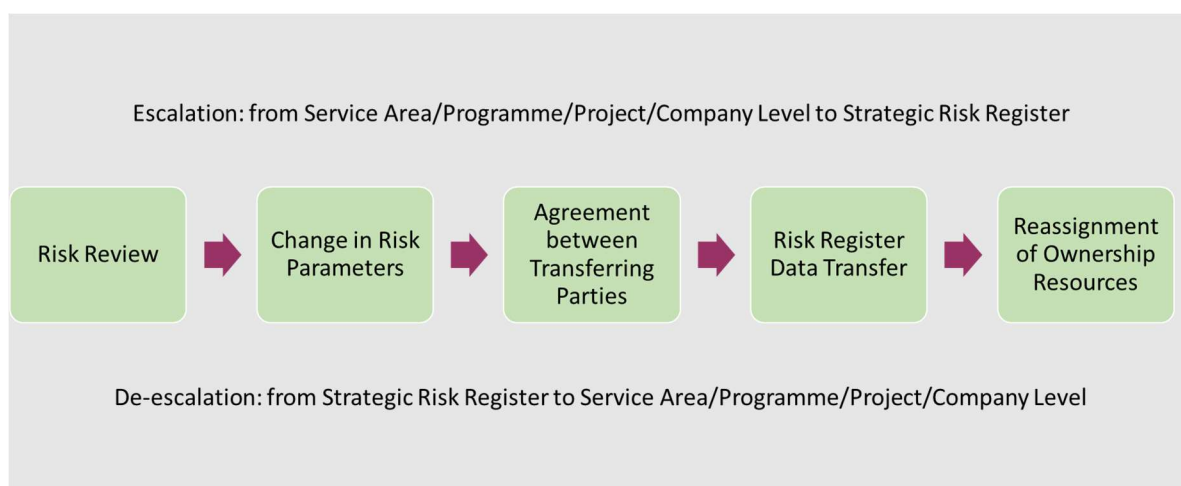 Escalation: from Service Area/Programme/Project/Company Level to Strategic Risk Register
Risk Review
Change in Risk
Parameters
Agreement
between
Transferring
Parties
Risk Register
Data Transfer
Reassignment
of Ownership
Resources
De-escalation: from Strategic Risk Register to Service Area/Programme/Project/Company Level